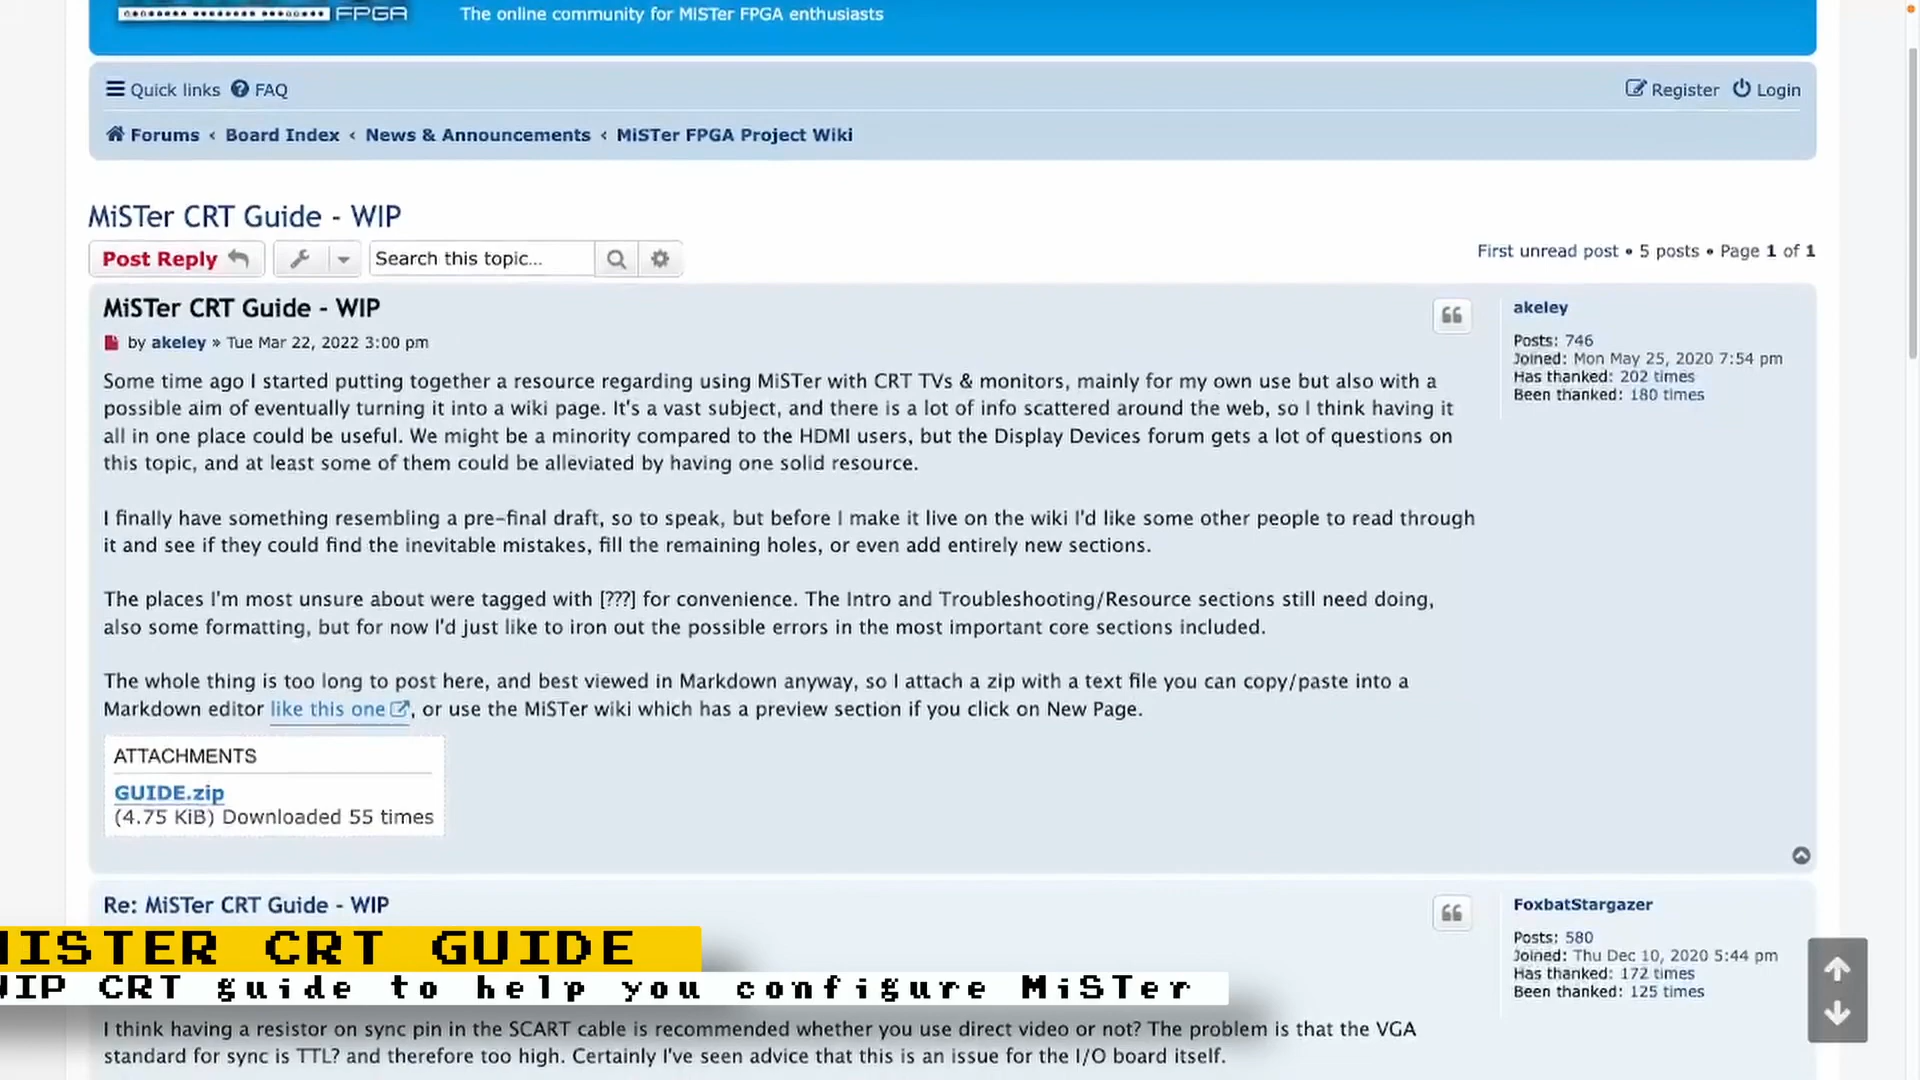 FPGA
The online community for MiSTer FPGA enthusiasts
Quick links FAQ
Register Login
Forums ‹ Board Index ‹ News & Announcements ‹ MiSTer FPGA Project Wiki
MiSTer CRT Guide - WIP
Post Reply
Search this topic...
First unread post • 5 posts • Page 1 of 1
MiSTer CRT Guide - WIP
by akeley » Tue Mar 22, 2022 3:00 pm
Some time ago I started putting together a resource regarding using MiSTer with CRT TVs & monitors, mainly for my own use but also with a
possible aim of eventually turning it into a wiki page. It's a vast subject, and there is a lot of info scattered around the web, so I think having it
all in one place could be useful. We might be a minority compared to the HDMI users, but the Display Devices forum gets a lot of questions on
this topic, and at least some of them could be alleviated by having one solid resource.
I finally have something resembling a pre-final draft, so to speak, but before I make it live on the wiki I'd like some other people to read through
it and see if they could find the inevitable mistakes, fill the remaining holes, or even add entirely new sections.
The places I'm most unsure about were tagged with [???] for convenience. The Intro and Troubleshooting/Resource sections still need doing,
also some formatting, but for now I'd just like to iron out the possible errors in the most important core sections included.
The whole thing is too long to post here, and best viewed in Markdown anyway, so I attach a zip with a text file you can copy/paste into a
Markdown editor like this one, or use the MiSTer wiki which has a preview section if you click on New Page.
ATTACHMENTS
GUIDE.zip
(4.75 KiB) Downloaded 55 times
akeley
Posts: 746
Joined: Mon May 25, 2020 7:54 pm
Has thanked: 202 times
Been thanked: 180 times
Re: MiSTer CRT Guide - WIP
FoxbatStargazer
Posts: 580
Joined: Thu Dec 10, 2020 5:44 pm
Has thanked: 172 times
Been thanked: 125 times
MISTER CRT GUIDE
WIP CRT guide to help you configure MiSTer
I think having a resistor on sync pin in the SCART cable is recommended whether you use direct video or not? The problem is that the VGA
standard for sync is TTL? and therefore too high. Certainly I've seen advice that this is an issue for the I/O board itself.